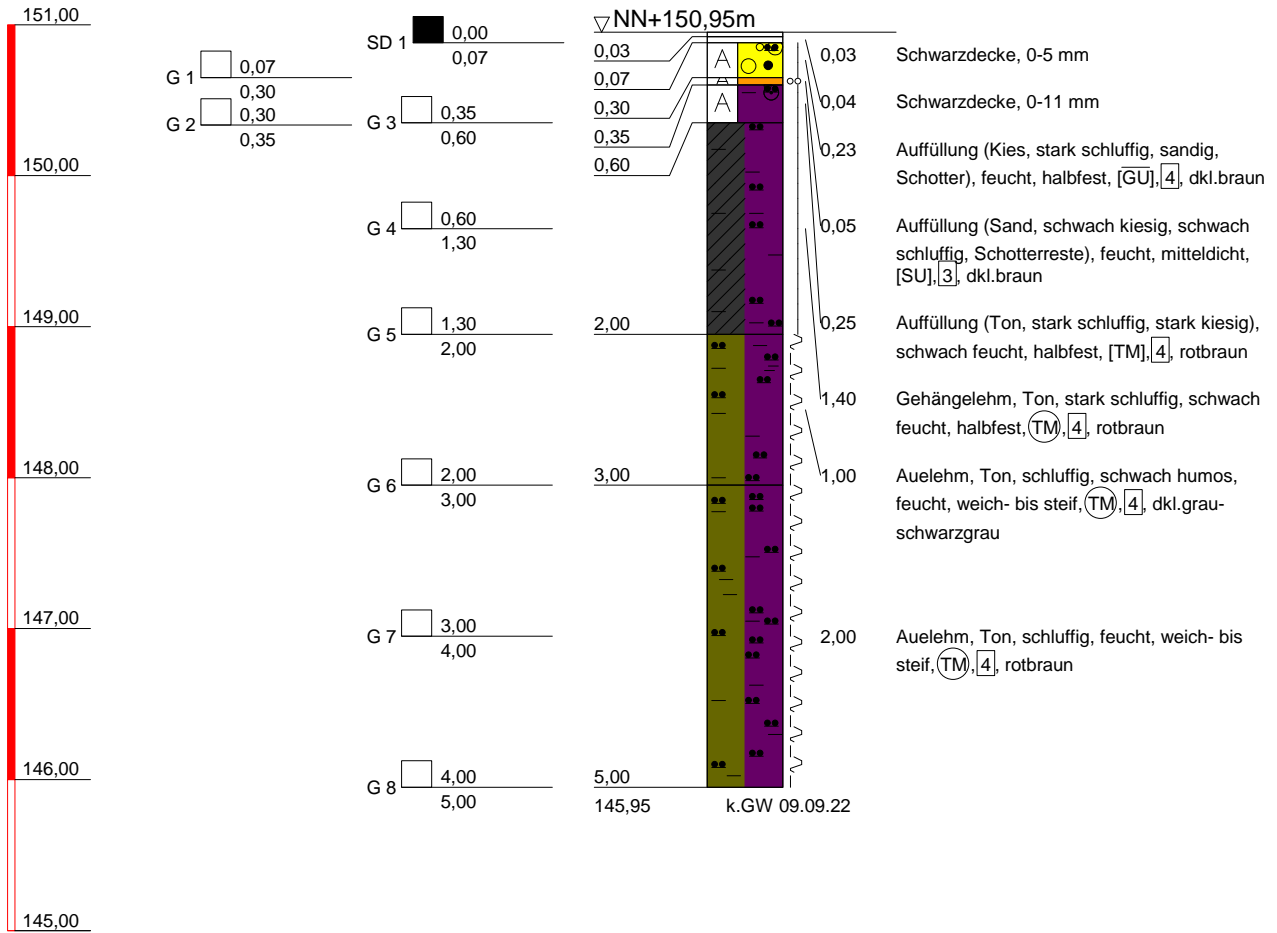 151,00
150,00
149,00
148,00
147,00
146,00
145,00
G 1
0,07
0,30
G 2
0,30
0,35
SD 1
0,00
0,07
G 3
0,35
0,60
G 4
0,60
1,30
G 5
1,30
2,00
G 6
2,00
3,00
G 7
3,00
4,00
G 8
4,00
5,00
NN+150,95m
0,03
0,07
0,30
0,35
0,60
2,00
3,00
5,00
145,95
k.GW 09.09.22
A
A
A
0,03 Schwarzdecke, 0-5 mm
0,04 Schwarzdecke, 0-11 mm
0,23 Auffüllung (Kies, stark schluffig, sandig,
Schotter), feucht, halbfest, [G̅U̅], 4, dkl.braun
0,05 Auffüllung (Sand, schwach kiesig, schwach
schluffig, Schotterreste), feucht, mitteldicht,
[SU], 3, dkl.braun
0,25 Auffüllung (Ton, stark schluffig, stark kiesig),
schwach feucht, halbfest, [TM], 4, rotbraun
1,40 Gehängelehm, Ton, stark schluffig, schwach
feucht, halbfest, TM, 4, rotbraun
1,00 Auelehm, Ton, schluffig, schwach humos,
feucht, weich- bis steif, TM, 4, dkl.grau-
schwarzgrau
2,00 Auelehm, Ton, schluffig, feucht, weich- bis
steif, TM, 4, rotbraun